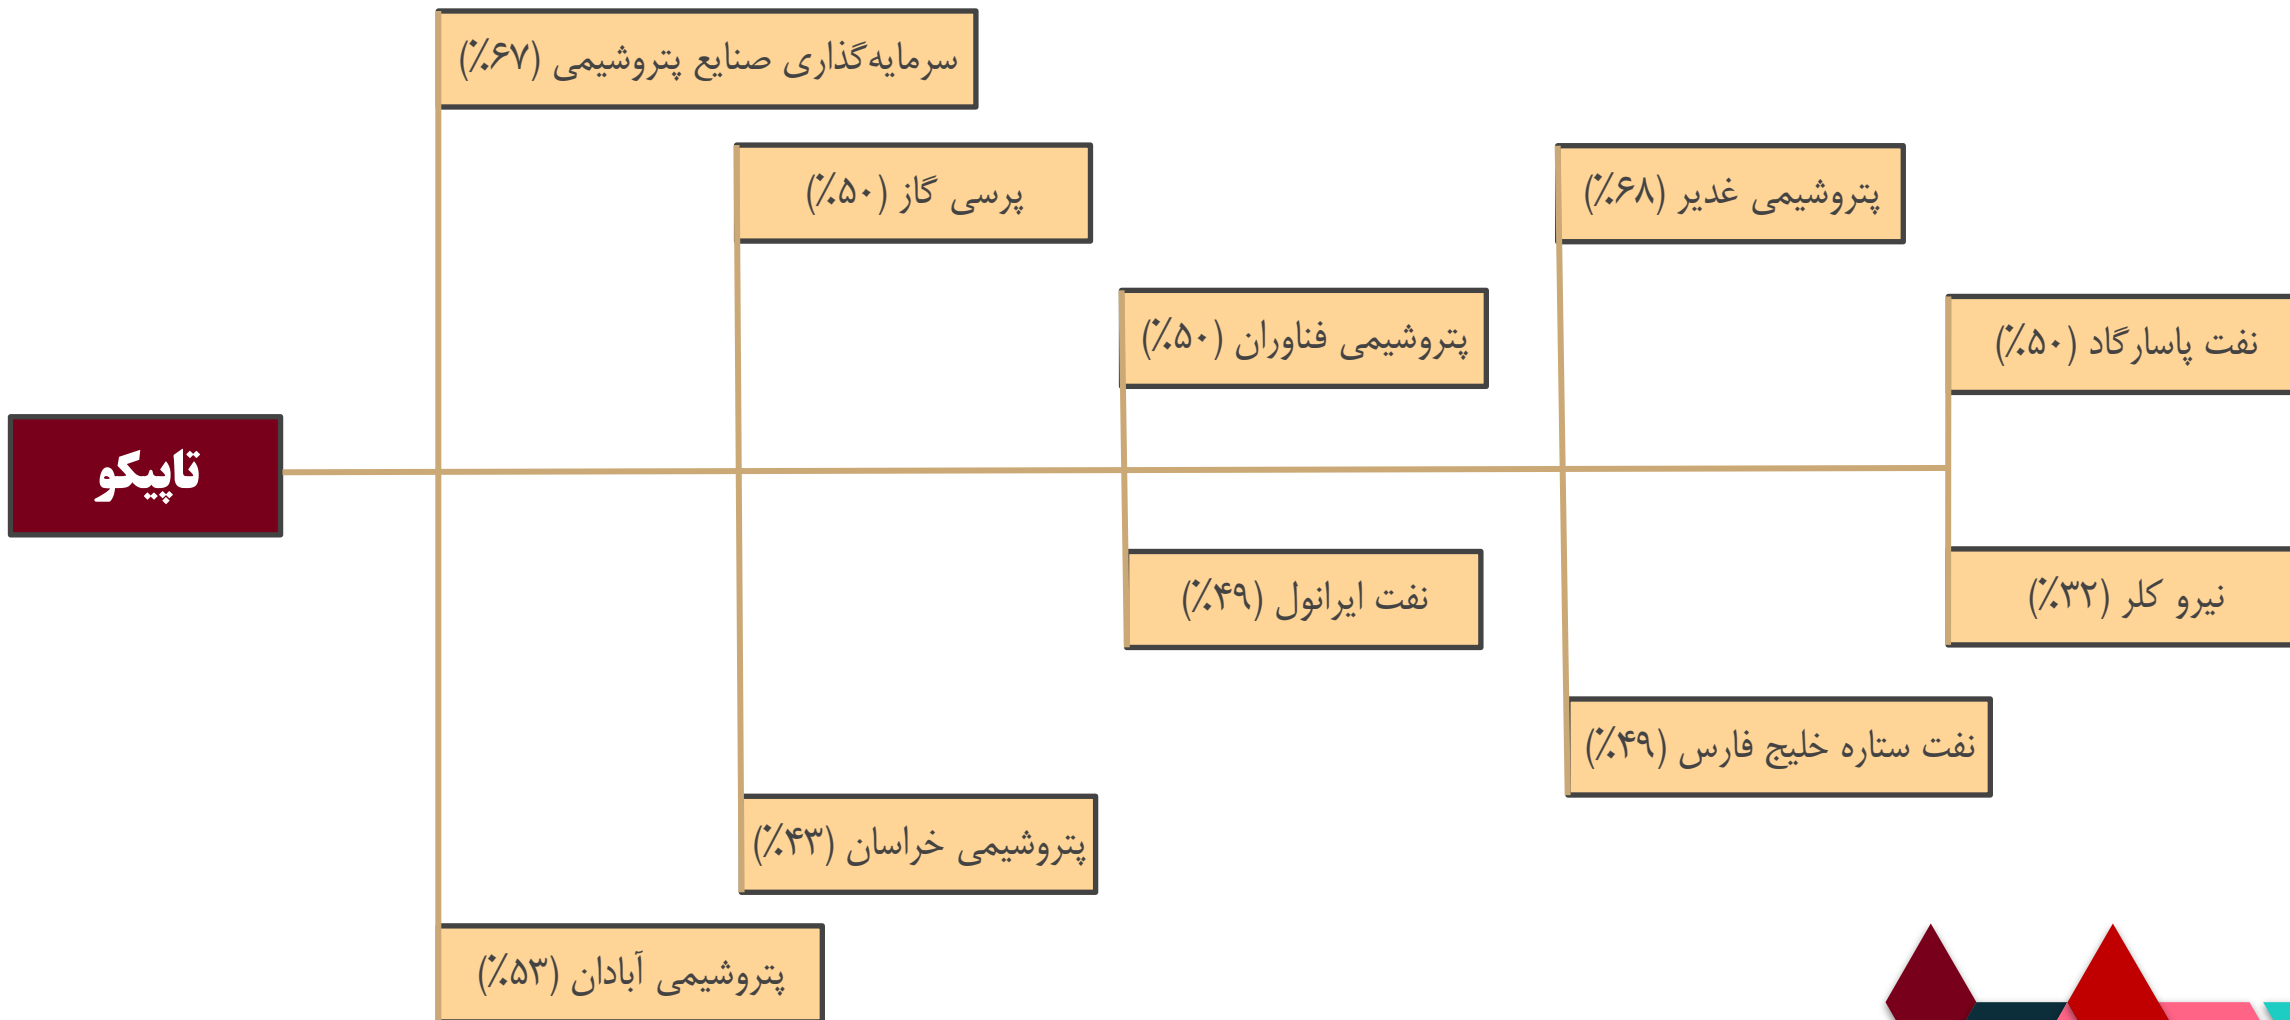 سرمایه‌گذاری صنایع پتروشیمی (۶۷٪)
پرسی گاز (۵۰٪)
پتروشیمی غدیر (۶۸٪)
پتروشیمی فناوران (۵۰٪)
نفت پاسارگاد (۵۰٪)
تاپیکو
نفت ایرانول (۴۹٪)
نیرو کلر (۳۲٪)
نفت ستاره خلیج فارس (۴۹٪)
پتروشیمی خراسان (۴۳٪)
پتروشیمی آبادان (۵۳٪)